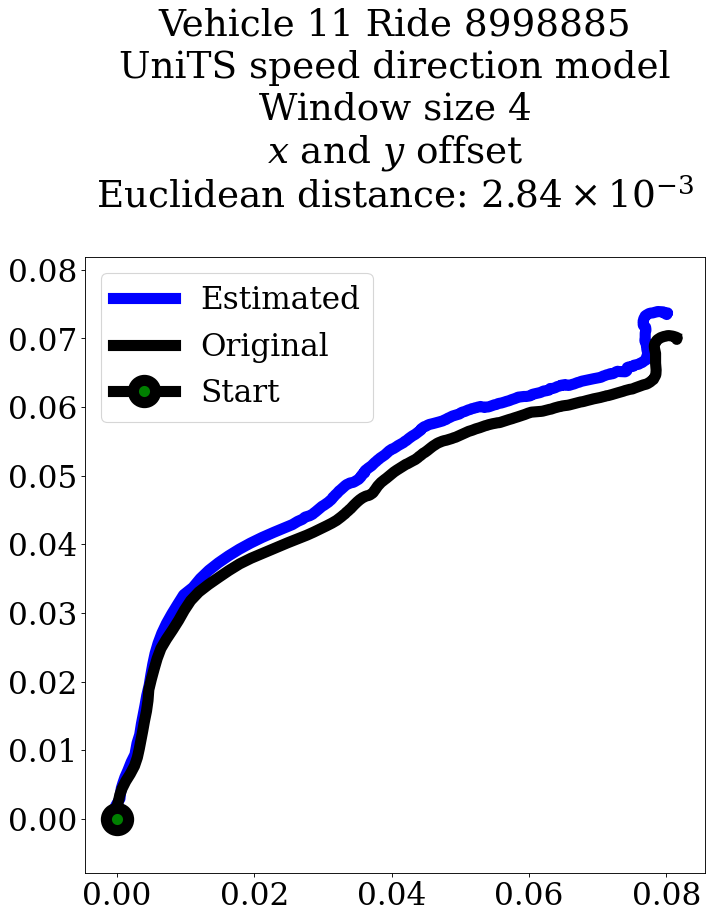 Vehicle 11 Ride 8998885
UniTS speed direction model
Window size 4
x and y offset
Euclidean distance: 2.84 × 10⁻³
0.08
0.07
0.06
0.05
0.04
0.03
0.02
0.01
0.00
Estimated
Original
Start
0.00 0.02 0.04 0.06 0.08